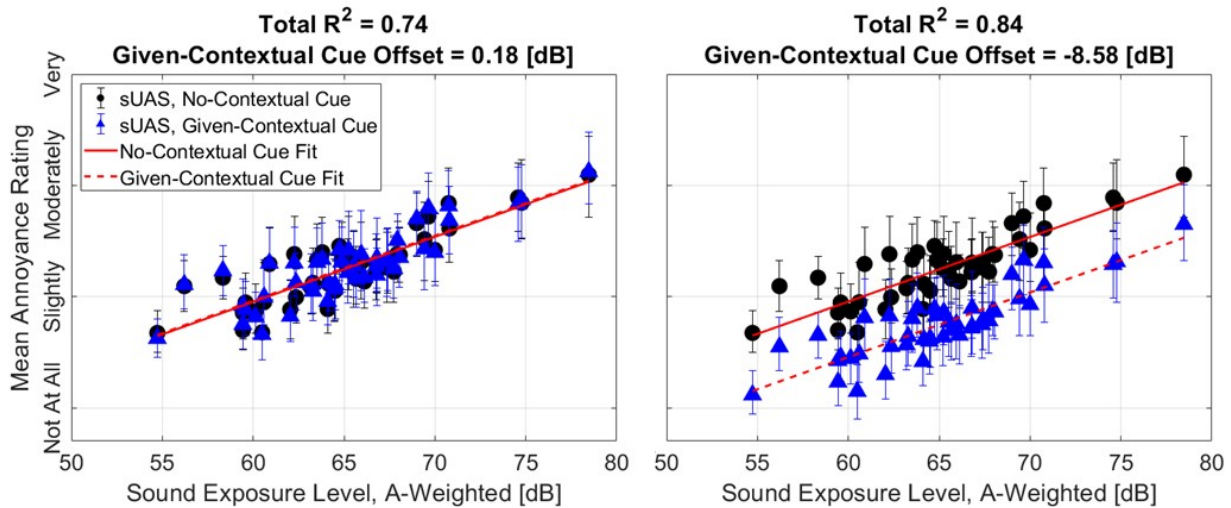 Total R² = 0.74
Given-Contextual Cue Offset = 0.18 [dB]
Total R² = 0.84
Given-Contextual Cue Offset = -8.58 [dB]
Mean Annoyance Rating
Very
Moderately
Slightly
Not At All
sUAS, No-Contextual Cue
sUAS, Given-Contextual Cue
No-Contextual Cue Fit
Given-Contextual Cue Fit
50 55 60 65 70 75 80
Sound Exposure Level, A-Weighted [dB]
50 55 60 65 70 75 80
Sound Exposure Level, A-Weighted [dB]